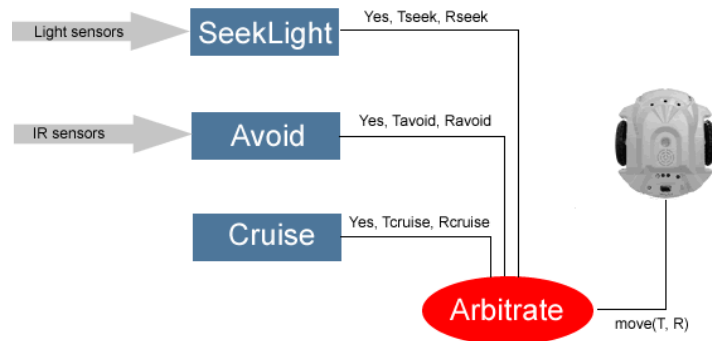 Light sensors
SeekLight
Yes, Tseek, Rseek
IR sensors
Avoid
Yes, Tavoid, Ravoid
Cruise
Yes, Tcruise, Rcruise
Arbitrate
move(T, R)